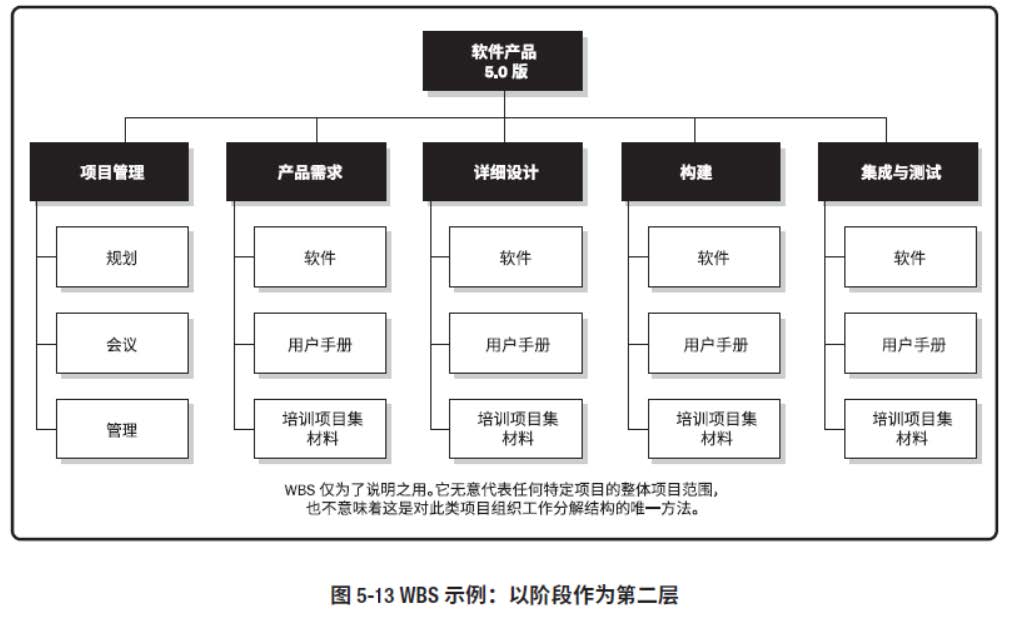 软件产品
5.0 版
项目管理
产品需求
详细设计
构建
集成与测试
规划
软件
软件
软件
软件
会议
用户手册
用户手册
用户手册
用户手册
管理
培训项目集
材料
培训项目集
材料
培训项目集
材料
培训项目集
材料
WBS 仅为了说明之用。它无意代表任何特定项目的整体项目范围，
也不意味着这是对此类项目组织工作分解结构的唯一方法。
图 5-13 WBS 示例：以阶段作为第二层